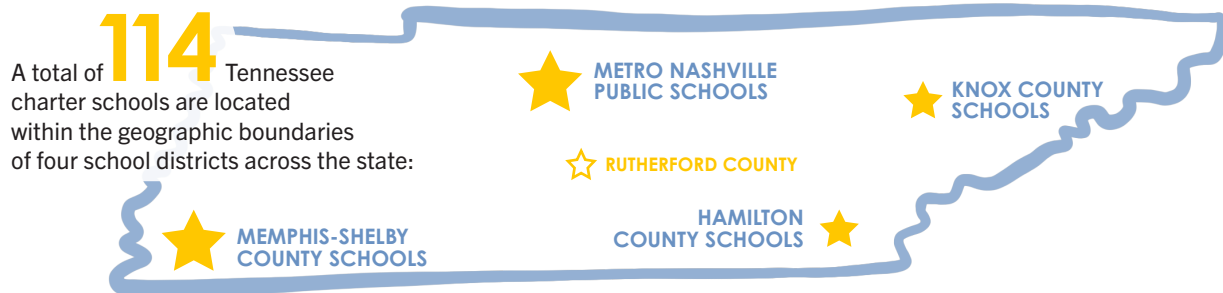 A total of 114 Tennessee
charter schools are located
within the geographic boundaries
of four school districts across the state:
METRO NASHVILLE
PUBLIC SCHOOLS
KNOX COUNTY
SCHOOLS
RUTHERFORD COUNTY
HAMILTON
COUNTY SCHOOLS
MEMPHIS-SHELBY
COUNTY SCHOOLS